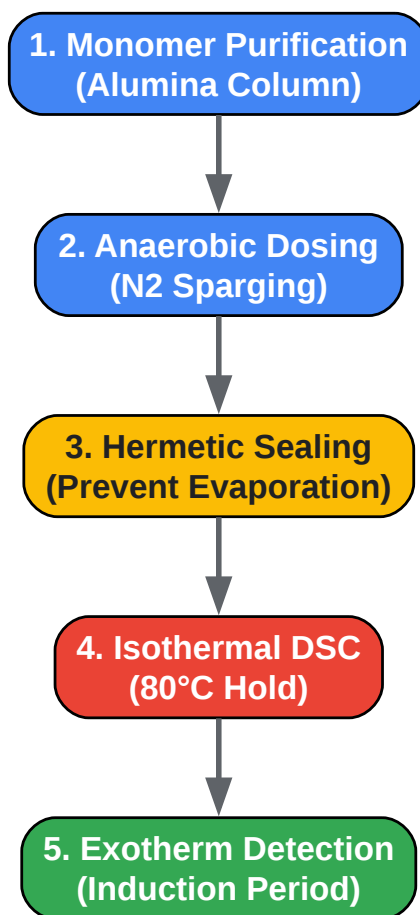 1. Monomer Purification
(Alumina Column)
2. Anaerobic Dosing
(N2 Sparging)
3. Hermetic Sealing
(Prevent Evaporation)
4. Isothermal DSC
(80°C Hold)
5. Exotherm Detection
(Induction Period)